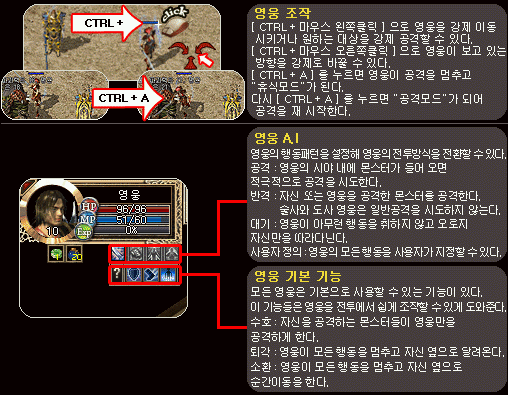 CTRL +
click
CTRL + A
영웅 조작
[ CTRL + 마우스 왼쪽클릭 ] 으로 영웅을 강제 이동
시키거나 원하는 대상을 강제 공격할 수 있다.
[ CTRL + 마우스 오른쪽클릭 ] 으로 영웅이 보고 있는
방향을 강제로 바꿀 수 있다.
[ CTRL + A ] 를 누르면 영웅이 공격을 멈추고
"휴식모드"가 된다.
다시 [ CTRL + A ] 를 누르면 "공격모드"가 되어
공격을 재 시작한다.
영웅 A.I
영웅의 행동패턴을 설정해 영웅의 전투방식을 전환할 수 있다.
공격 : 영웅의 시야 내에 몬스터가 들어 오면
적극적으로 공격을 시도한다.
반격 : 자신 또는 영웅을 공격한 몬스터를 공격한다.
술사와 도사 영웅은 일반공격을 시도하지 않는다.
대기 : 영웅이 아무런 행동을 취하지 않고 오로지
자신만을 따라다닌다.
사용자 정의 : 영웅의 모든 행동을 사용자가 지정할 수 있다.
영웅
HP 96/96
MP 51/60
Exp 0%
10
20
?
영웅 기본 기능
모든 영웅은 기본으로 사용할 수 있는 기능이 있다.
이 기능들은 영웅을 전투에서 쉽게 조작할 수 있게 도와준다.
수호 : 자신을 공격하는 몬스터들이 영웅만을
공격하게 한다.
퇴각 : 영웅이 모든 행동을 멈추고 자신 옆으로 달려온다.
소환 : 영웅이 모든 행동을 멈추고 자신 옆으로
순간이동을 한다.